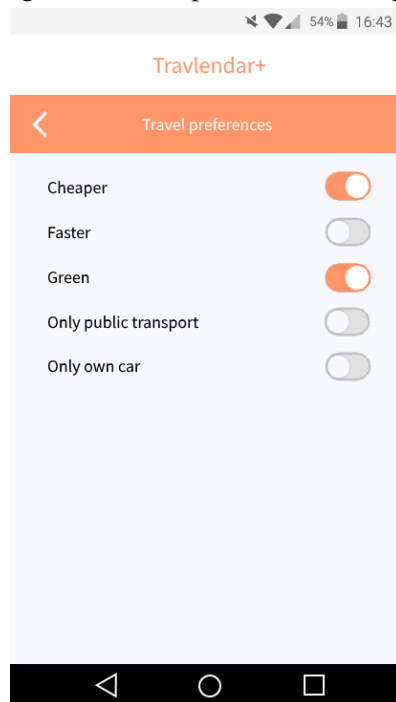 54% 16:43
Travlendar+
Travel preferences
Cheaper
Faster
Green
Only public transport
Only own car